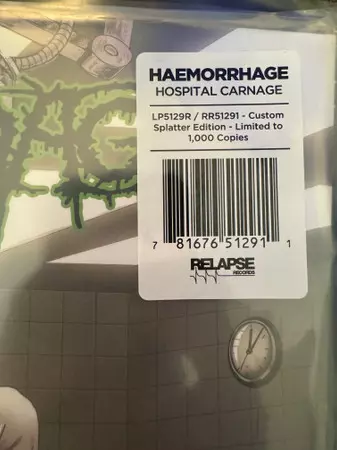 HAEMORRHAGE
HOSPITAL CARNAGE
LP5129R / RR51291 - Custom
Splatter Edition - Limited to
1,000 Copies
7 81676 51291 1
RELAPSE
RECORDS